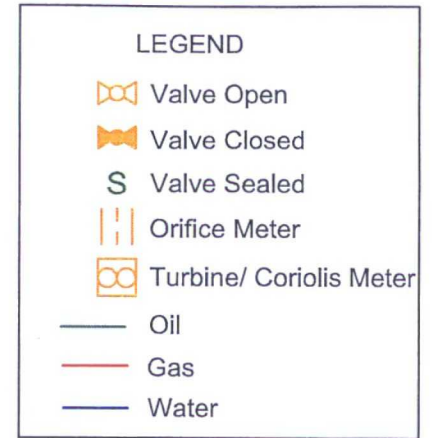 LEGEND
Valve Open
Valve Closed
S Valve Sealed
Orifice Meter
Turbine/ Coriolis Meter
Oil
Gas
Water